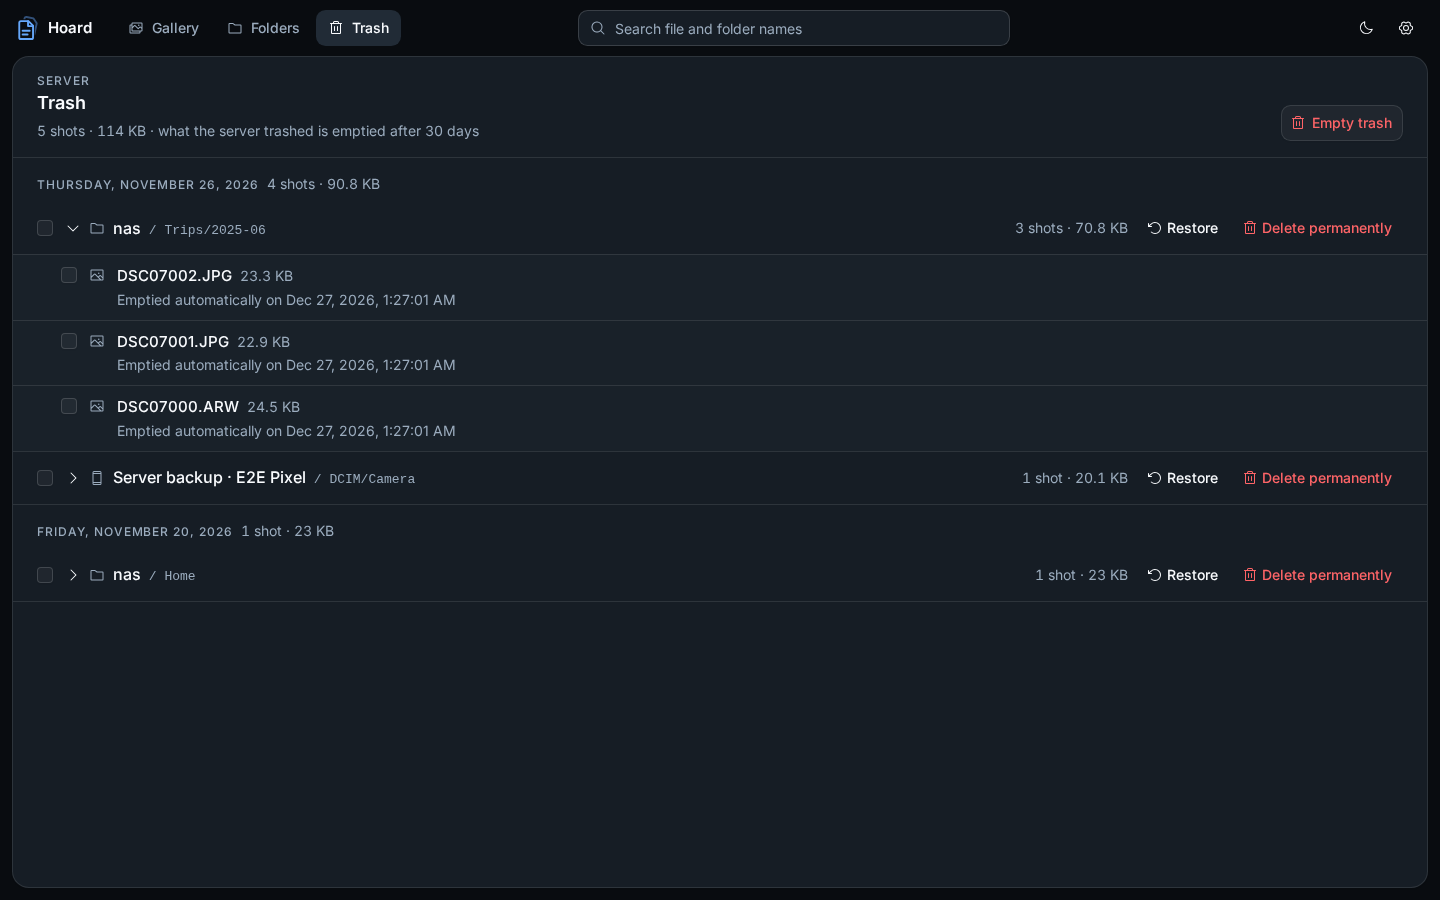 Hoard Gallery Folders Trash Search file and folder names
SERVER
Trash
5 shots · 114 KB · what the server trashed is emptied after 30 days
Empty trash
THURSDAY, NOVEMBER 26, 2026 4 shots · 90.8 KB
nas / Trips/2025-06 3 shots · 70.8 KB Restore Delete permanently
DSC07002.JPG 23.3 KB
Emptied automatically on Dec 27, 2026, 1:27:01 AM
DSC07001.JPG 22.9 KB
Emptied automatically on Dec 27, 2026, 1:27:01 AM
DSC07000.ARW 24.5 KB
Emptied automatically on Dec 27, 2026, 1:27:01 AM
Server backup · E2E Pixel / DCIM/Camera 1 shot · 20.1 KB Restore Delete permanently
FRIDAY, NOVEMBER 20, 2026 1 shot · 23 KB
nas / Home 1 shot · 23 KB Restore Delete permanently